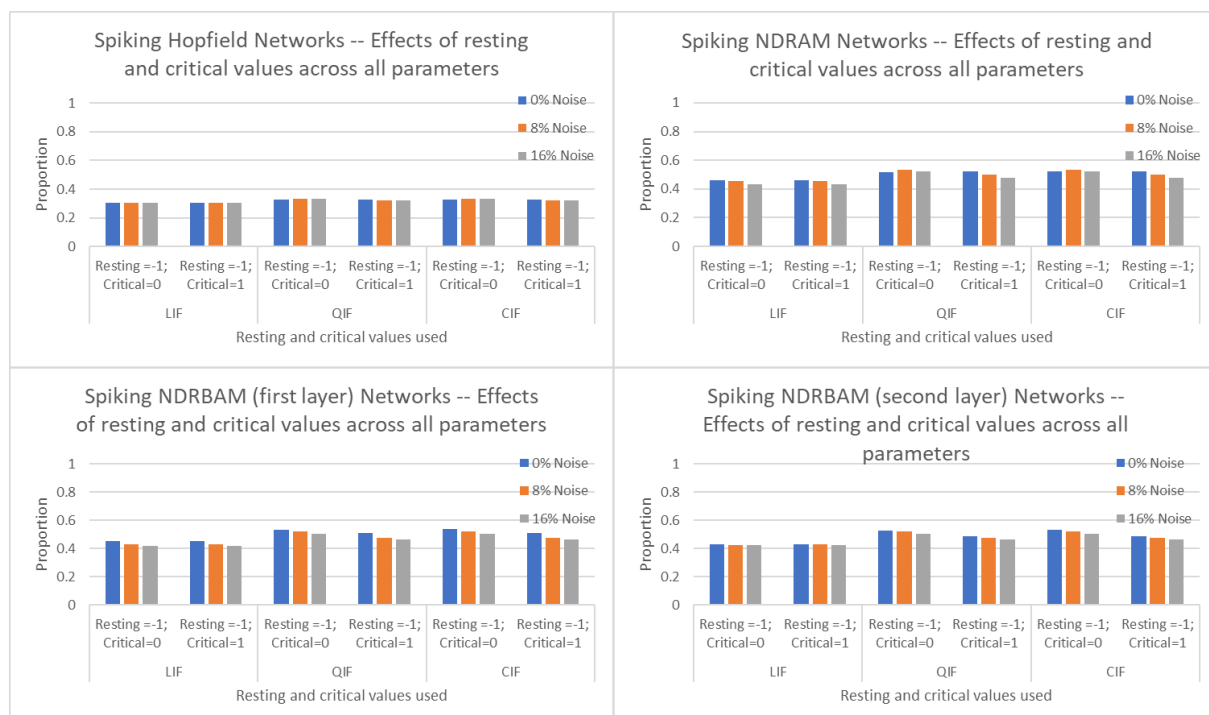 Spiking Hopfield Networks -- Effects of resting
and critical values across all parameters
0% Noise
8% Noise
16% Noise
1
0.8
0.6
0.4
0.2
0
Proportion
Resting =-1; Resting =-1; Resting =-1; Resting =-1; Resting =-1; Resting =-1;
Critical=0 Critical=1 Critical=0 Critical=1 Critical=0 Critical=1
LIF QIF CIF
Resting and critical values used
Spiking NDRAM Networks -- Effects of resting and
critical values across all parameters
0% Noise
8% Noise
16% Noise
1
0.8
0.6
0.4
0.2
0
Proportion
Resting =-1; Resting =-1; Resting =-1; Resting =-1; Resting =-1; Resting =-1;
Critical=0 Critical=1 Critical=0 Critical=1 Critical=0 Critical=1
LIF QIF CIF
Resting and critical values used
Spiking NDRBAM (first layer) Networks -- Effects
of resting and critical values across all parameters
0% Noise
8% Noise
16% Noise
1
0.8
0.6
0.4
0.2
0
Proportion
Resting =-1; Resting =-1; Resting =-1; Resting =-1; Resting =-1; Resting =-1;
Critical=0 Critical=1 Critical=0 Critical=1 Critical=0 Critical=1
LIF QIF CIF
Resting and critical values used
Spiking NDRBAM (second layer) Networks --
Effects of resting and critical values across all
parameters
0% Noise
8% Noise
16% Noise
1
0.8
0.6
0.4
0.2
0
Proportion
Resting =-1; Resting =-1; Resting =-1; Resting =-1; Resting =-1; Resting =-1;
Critical=0 Critical=1 Critical=0 Critical=1 Critical=0 Critical=1
LIF QIF CIF
Resting and critical values used